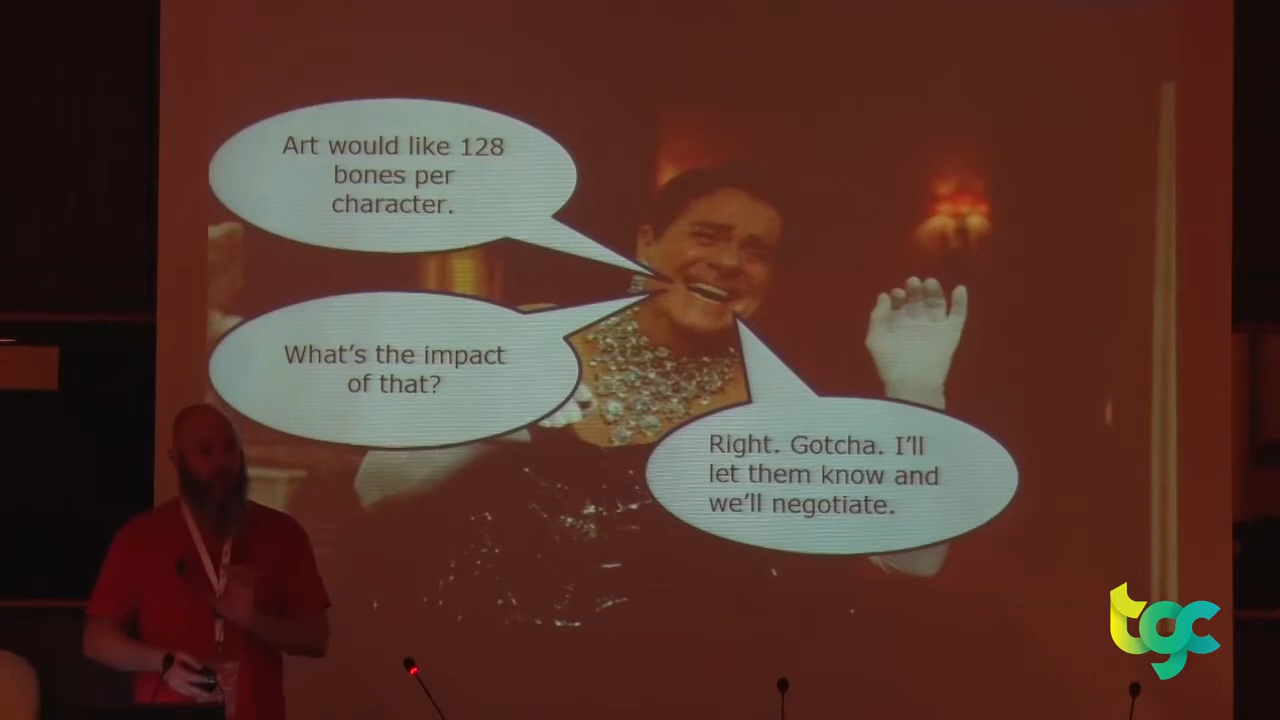 Art would like 128
bones per
character.
What's the impact
of that?
Right. Gotcha. I'll
let them know and
we'll negotiate.
tgc